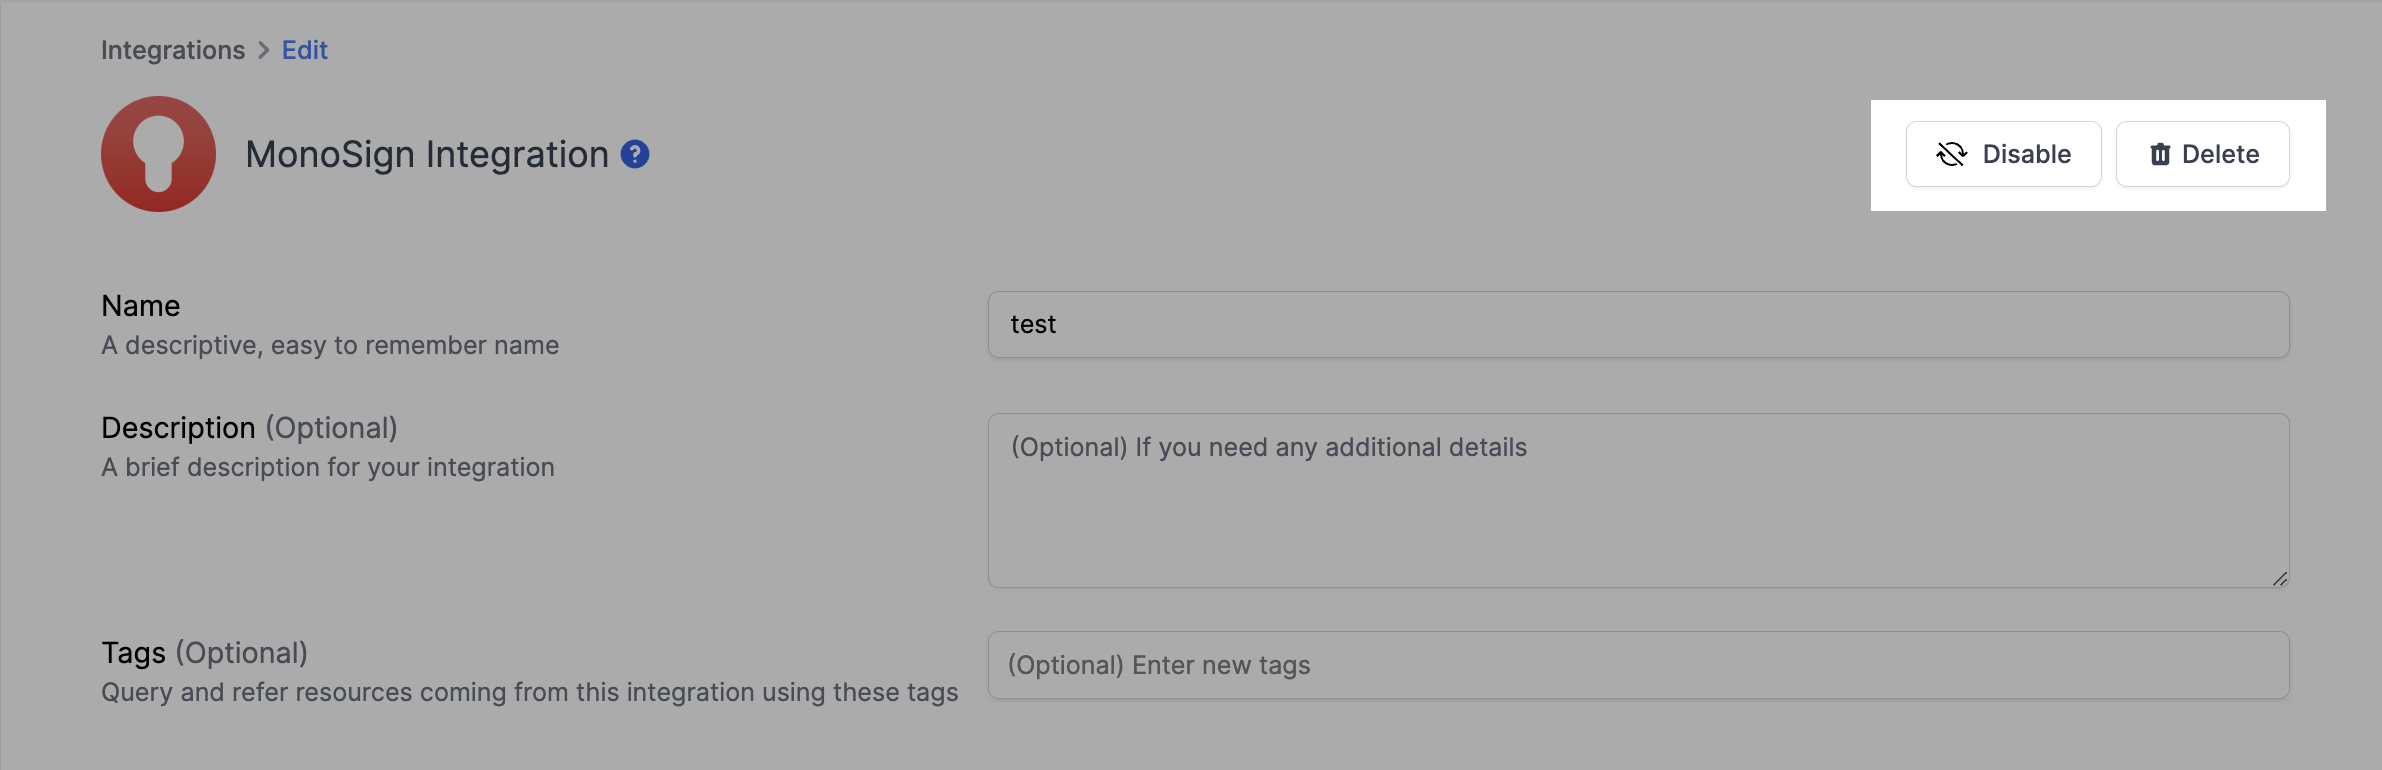 Integrations > Edit
MonoSign Integration ?
Disable
Delete
Name
A descriptive, easy to remember name
test
Description (Optional)
A brief description for your integration
(Optional) If you need any additional details
Tags (Optional)
Query and refer resources coming from this integration using these tags
(Optional) Enter new tags